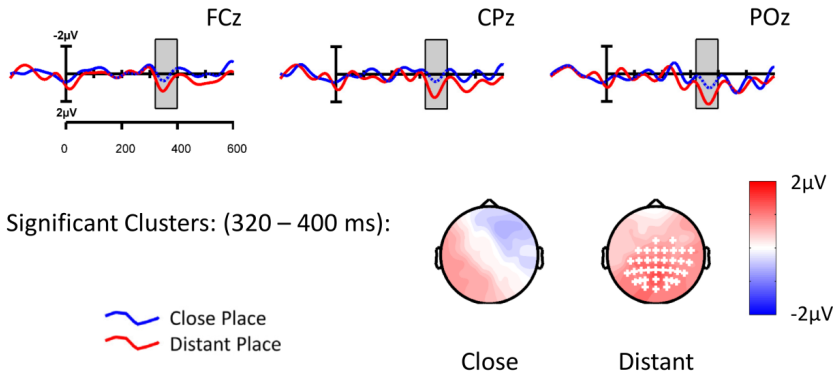 FCz
CPz
POz
-2µV
2µV
0
200
400
600
Significant Clusters: (320 – 400 ms):
2µV
-2µV
Close Place
Distant Place
Close
Distant